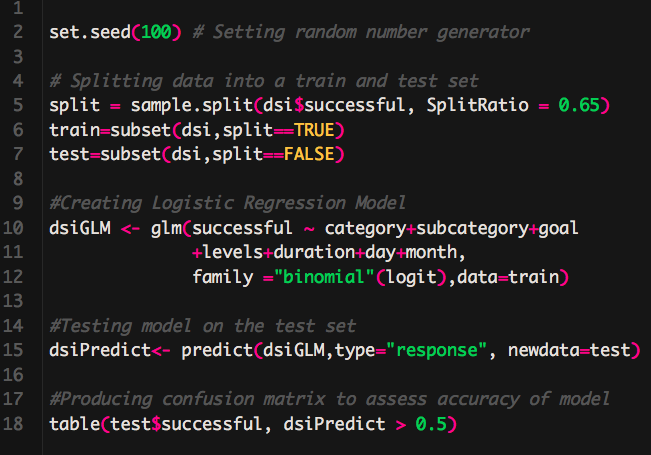 1
2 set.seed(100) # Setting random number generator
3
4 # Splitting data into a train and test set
5 split = sample.split(dsi$successful, SplitRatio = 0.65)
6 train=subset(dsi,split==TRUE)
7 test=subset(dsi,split==FALSE)
8
9 #Creating Logistic Regression Model
10 dsiGLM <- glm(successful ~ category+subcategory+goal
11 +levels+duration+day+month,
12 family ="binomial"(logit),data=train)
13
14 #Testing model on the test set
15 dsiPredict<- predict(dsiGLM,type="response", newdata=test)
16
17 #Producing confusion matrix to assess accuracy of model
18 table(test$successful, dsiPredict > 0.5)